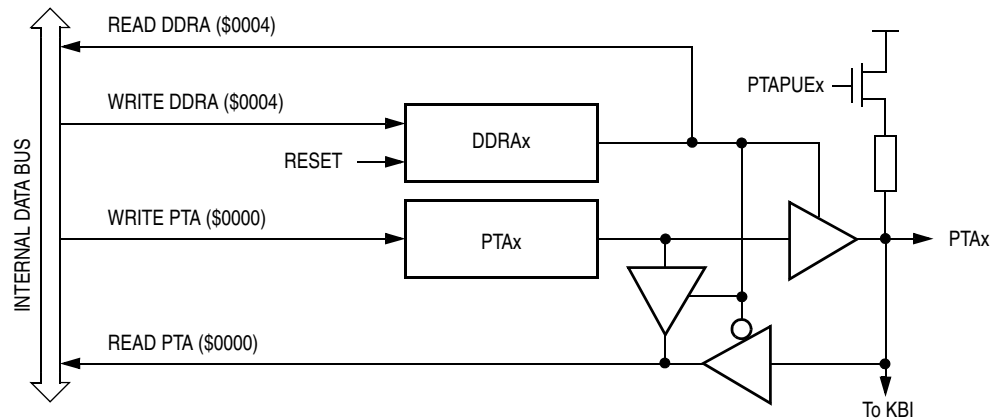 READ DDRA ($0004)
PTAPUEx
WRITE DDRA ($0004)
DDRAx
RESET
INTERNAL DATA BUS
WRITE PTA ($0000)
PTAx
PTAx
READ PTA ($0000)
To KBI